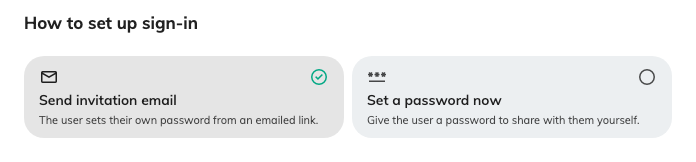 How to set up sign-in
Send invitation email
The user sets their own password from an emailed link.
Set a password now
Give the user a password to share with them yourself.